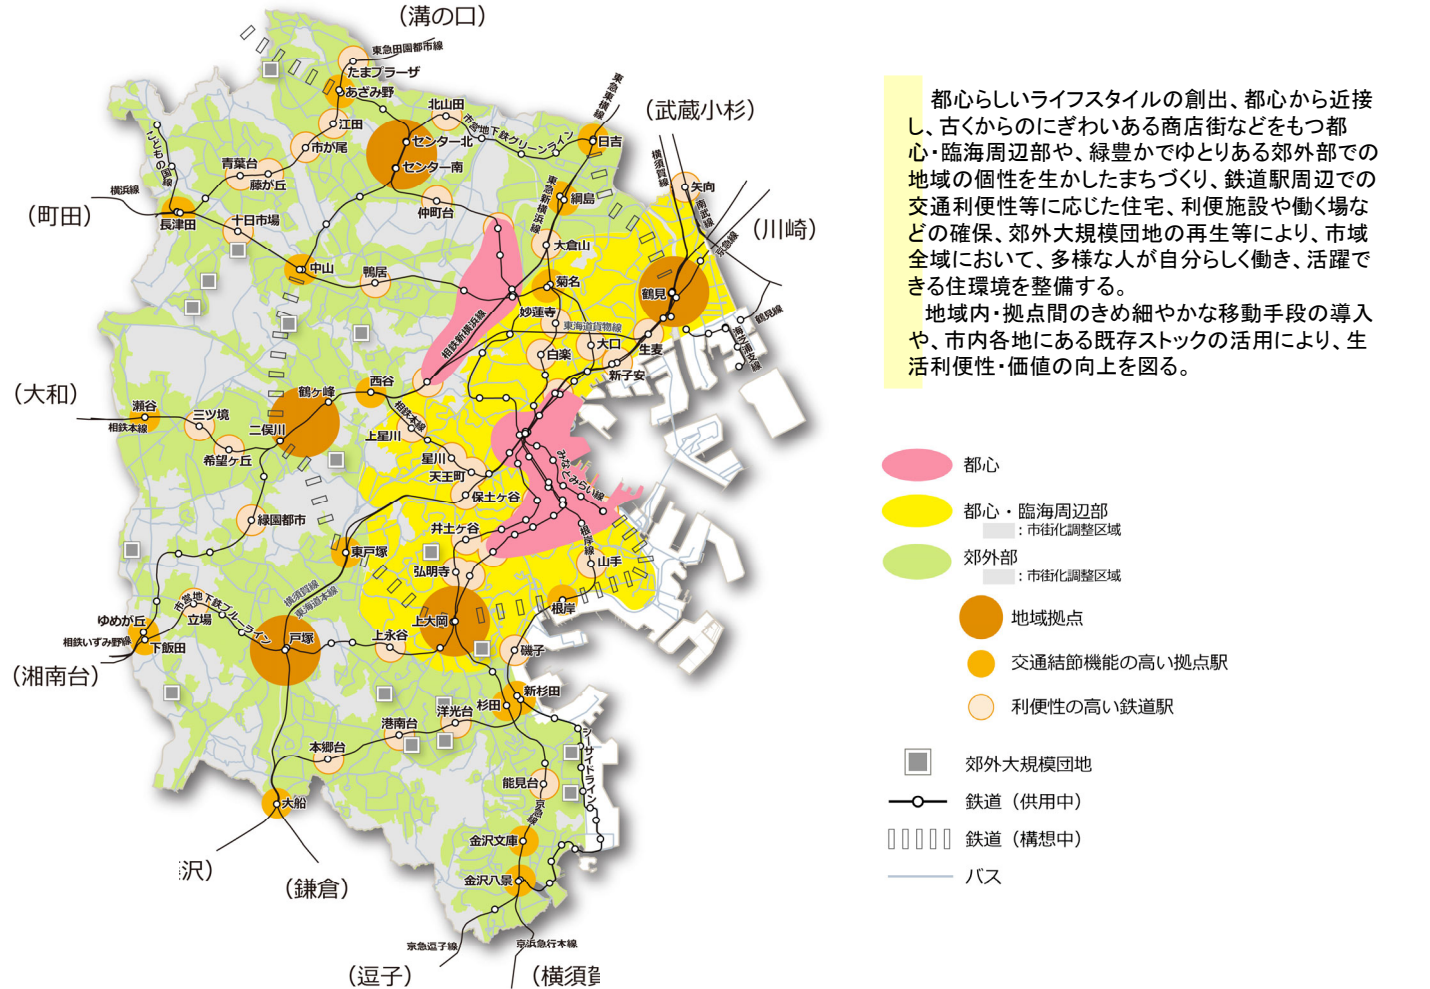 （溝の口）
東急田園都市線
たまプラーザ
あざみ野
東急東横線
北山田
市営地下鉄グリーンライン
日吉
（武蔵小杉）
江田
センター北
こどもの国線
市が尾
横須賀線
青葉台
センター南
藤が丘
東急新横浜線
矢向
横浜線
綱島
南武線
（町田）
仲町台
長津田
十日市場
京急線
（川崎）
大倉山
中山
鴨居
菊名
鶴見
妙蓮寺
鶴見線
東海道貨物線
相鉄新横浜線
大口
生麦
海芝浦支線
白楽
新子安
（大和）
鶴ケ峰
西谷
瀬谷
相鉄本線
三ツ境
相鉄本線
二俣川
上星川
希望ヶ丘
星川
みなとみらい線
天王町
保土ヶ谷
緑園都市
井土ヶ谷
根岸線
東戸塚
弘明寺
山手
横須賀線
東海道本線
市営地下鉄ブルーライン
根岸
ゆめが丘
立場
上大岡
相鉄いずみ野線
下飯田
戸塚
上永谷
磯子
（湘南台）
新杉田
杉田
洋光台
港南台
シーサイドライン
本郷台
能見台
大船
京急線
金沢文庫
沢）
（鎌倉）
金沢八景
京急逗子線
京浜急行本線
（逗子）
（横須賀
都心らしいライフスタイルの創出、都心から近接
し、古くからのにぎわいある商店街などをもつ都
心・臨海周辺部や、緑豊かでゆとりある郊外部での
地域の個性を生かしたまちづくり、鉄道駅周辺での
交通利便性等に応じた住宅、利便施設や働く場な
どの確保、郊外大規模団地の再生等により、市域
全域において、多様な人が自分らしく働き、活躍で
きる住環境を整備する。
地域内・拠点間のきめ細やかな移動手段の導入
や、市内各地にある既存ストックの活用により、生
活利便性・価値の向上を図る。
都心
都心・臨海周辺部
：市街化調整区域
郊外部
：市街化調整区域
地域拠点
交通結節機能の高い拠点駅
利便性の高い鉄道駅
郊外大規模団地
鉄道（供用中）
鉄道（構想中）
バス